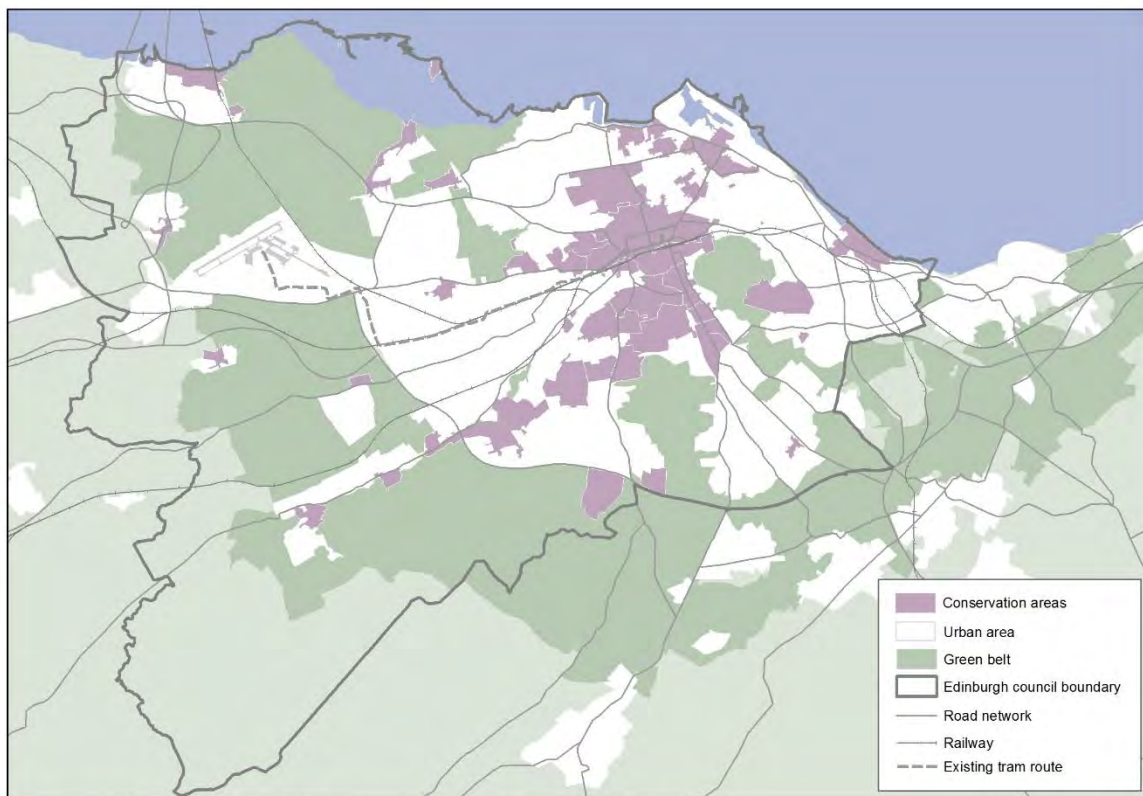 Conservation areas
Urban area
Green belt
Edinburgh council boundary
Road network
Railway
Existing tram route